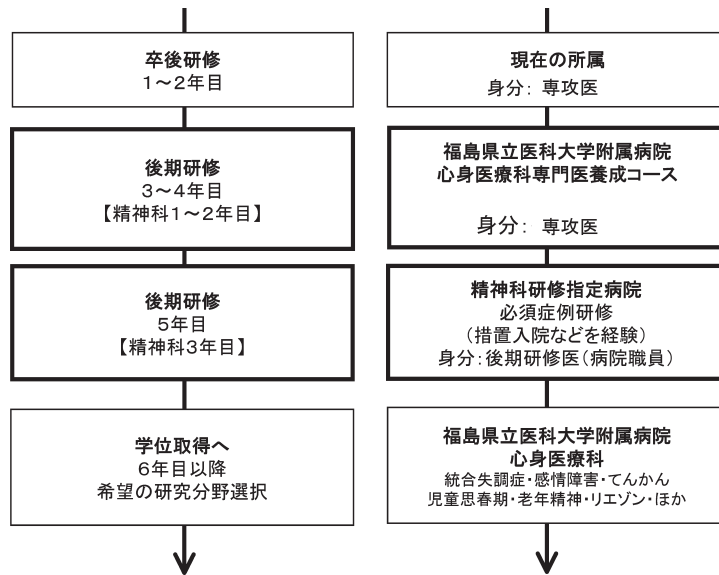 卒後研修
1～2年目
後期研修
3～4年目
【精神科1～2年目】
後期研修
5年目
【精神科3年目】
学位取得へ
6年目以降
希望の研究分野選択
現在の所属
身分： 専攻医
福島県立医科大学附属病院
心身医療科専門医養成コース
身分： 専攻医
精神科研修指定病院
必須症例研修
(措置入院などを経験)
身分：後期研修医(病院職員)
福島県立医科大学附属病院
心身医療科
統合失調症・感情障害・てんかん
児童思春期・老年精神・リエゾン・ほか